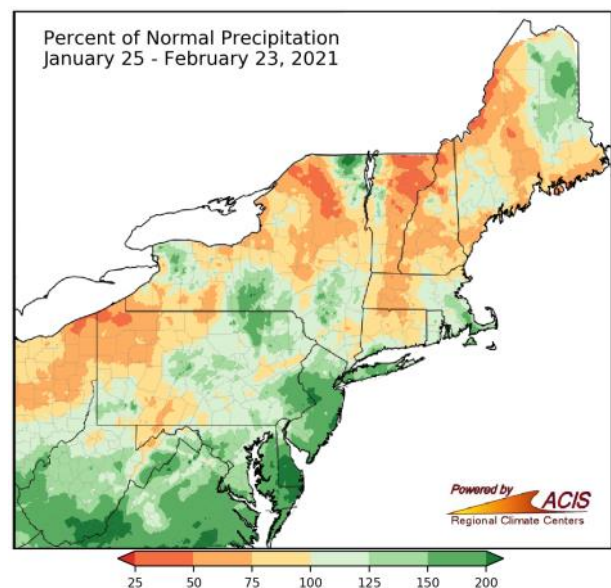 Percent of Normal Precipitation
January 25 - February 23, 2021
Powered by
ACIS
Regional Climate Centers
25 50 75 100 125 150 200